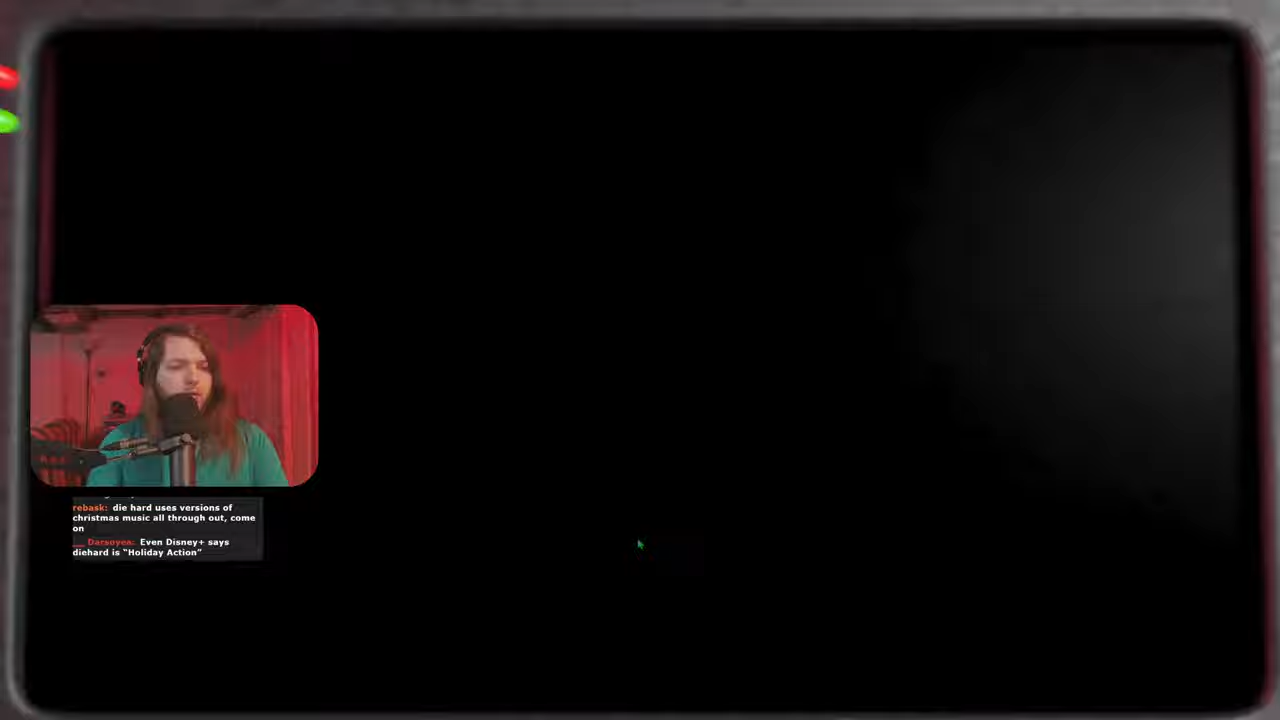 rebask: die hard uses versions of
christmas music all through out, come
on
__Darsoyea: Even Disney+ says
diehard is “Holiday Action”